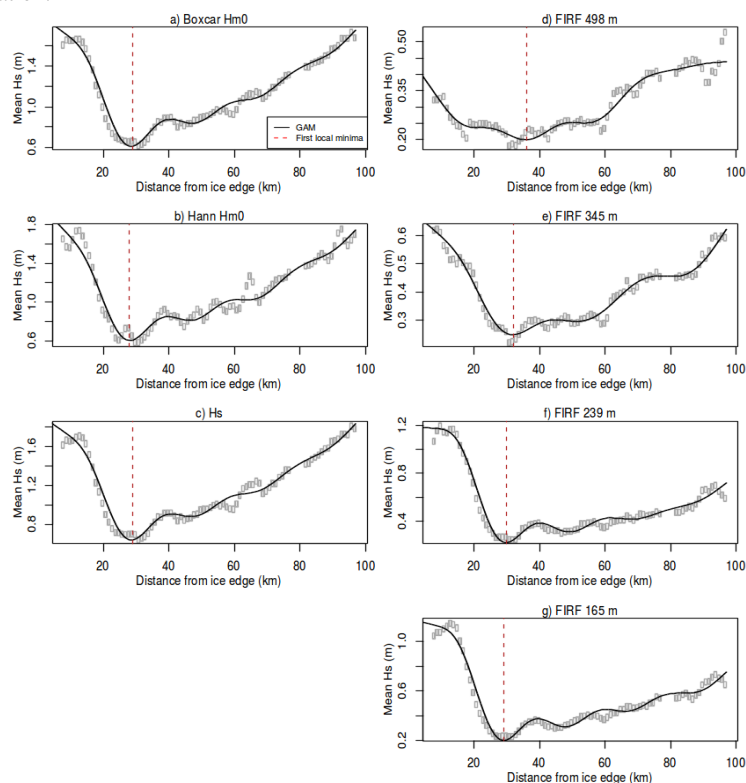 a) Boxcar Hm0
Mean Hs (m)
0.6 1.0 1.4
20 40 60 80 100
Distance from ice edge (km)
GAM
First local minima
b) Hann Hm0
Mean Hs (m)
0.6 1.0 1.4 1.8
20 40 60 80 100
Distance from ice edge (km)
c) Hs
Mean Hs (m)
0.8 1.2 1.6
20 40 60 80 100
Distance from ice edge (km)
d) FIRF 498 m
Mean Hs (m)
0.20 0.35 0.50
20 40 60 80 100
Distance from ice edge (km)
e) FIRF 345 m
Mean Hs (m)
0.3 0.4 0.5 0.6
20 40 60 80 100
Distance from ice edge (km)
f) FIRF 239 m
Mean Hs (m)
0.4 0.8 1.2
20 40 60 80 100
Distance from ice edge (km)
g) FIRF 165 m
Mean Hs (m)
0.2 0.6 1.0
20 40 60 80 100
Distance from ice edge (km)